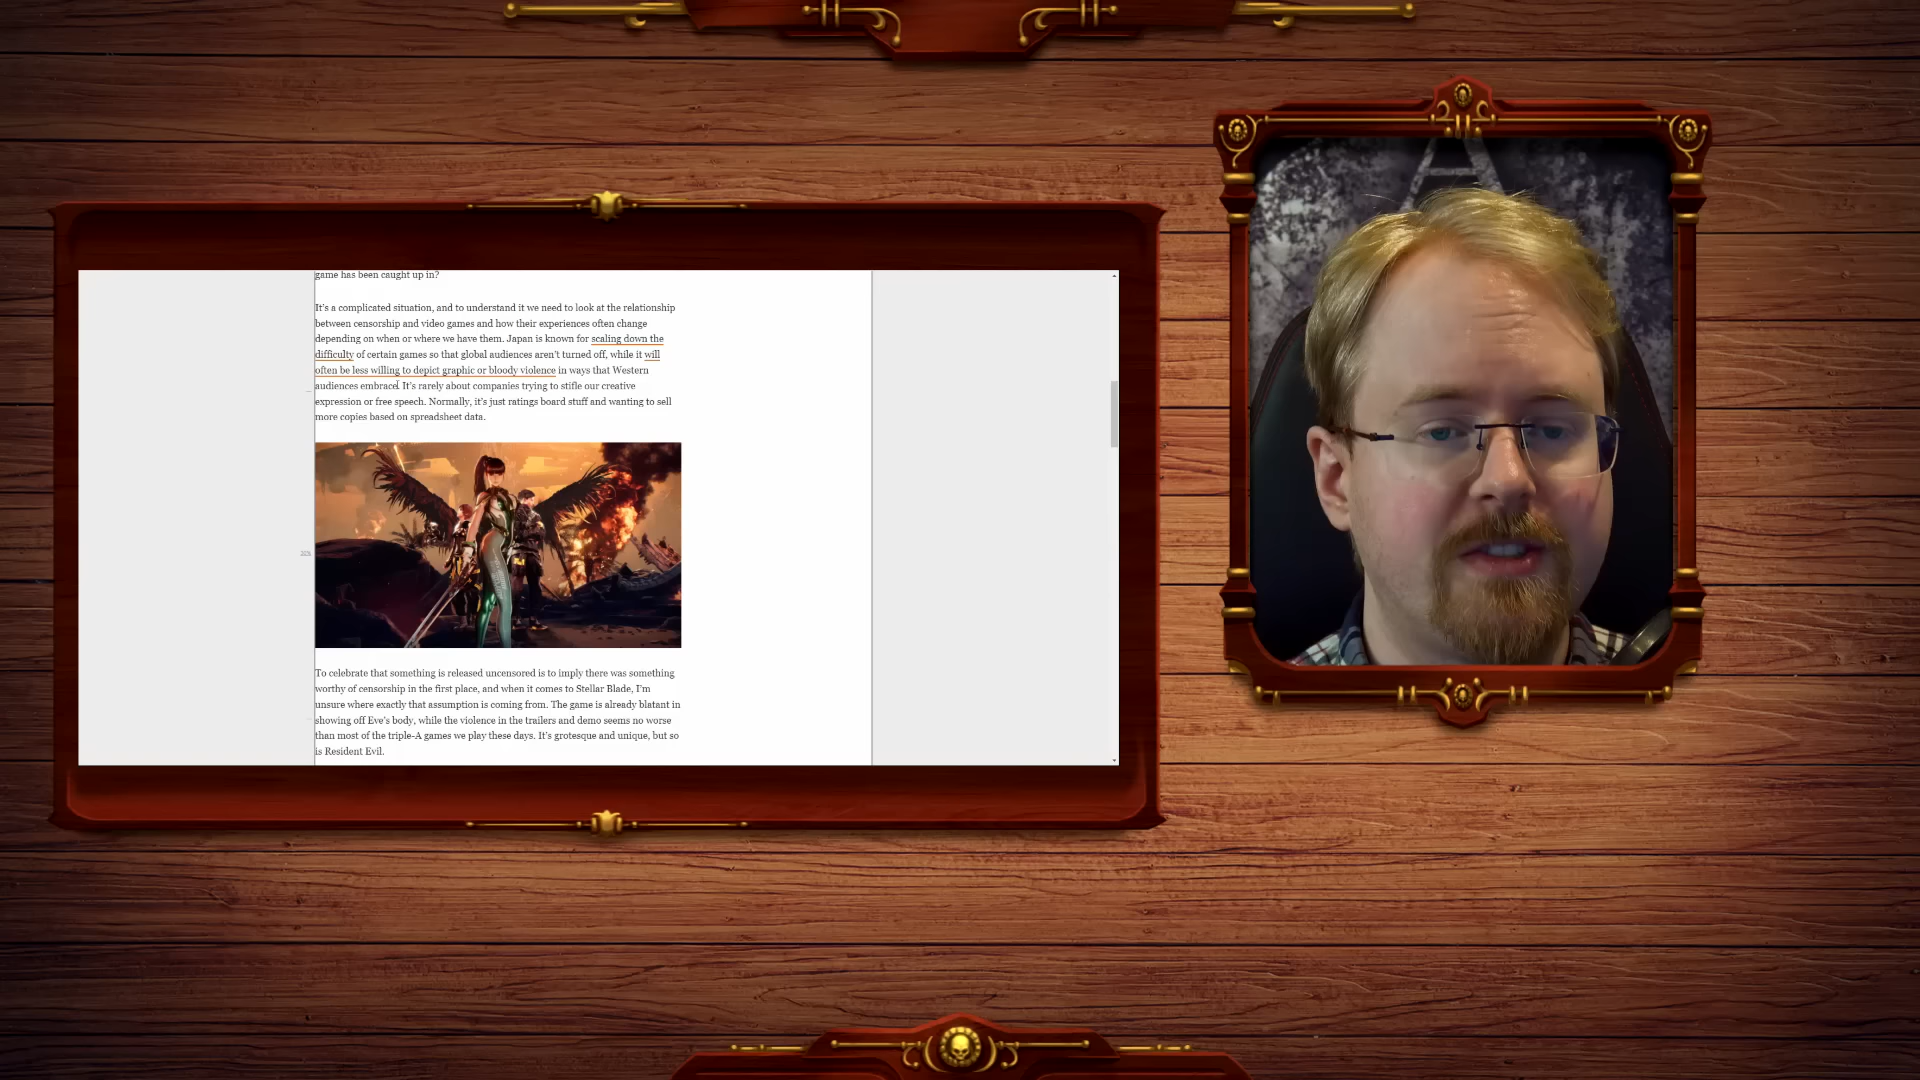 game has been caught up in?
It's a complicated situation, and to understand it we need to look at the relationship
between censorship and video games and how their experiences often change
depending on when or where we have them. Japan is known for scaling down the
difficulty of certain games so that global audiences aren't turned off, while it will
often be less willing to depict graphic or bloody violence in ways that Western
audiences embrace. It's rarely about companies trying to stifle our creative
expression or free speech. Normally, it's just ratings board stuff and wanting to sell
more copies based on spreadsheet data.
To celebrate that something is released uncensored is to imply there was something
worthy of censorship in the first place, and when it comes to Stellar Blade, I'm
unsure where exactly that assumption is coming from. The game is already blatant in
showing off Eve's body, while the violence in the trailers and demo seems no worse
than most of the triple-A games we play these days. It's grotesque and unique, but so
is Resident Evil.